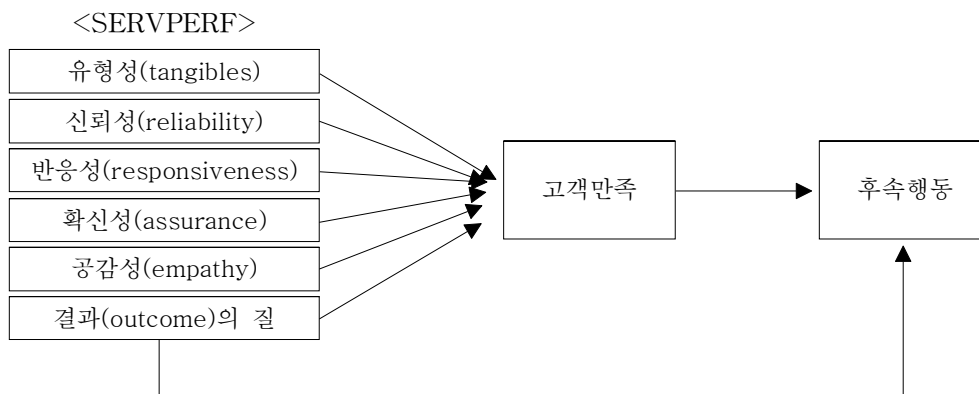 <SERVPERF>
유형성(tangibles)
신뢰성(reliability)
반응성(responsiveness)
확신성(assurance)
공감성(empathy)
결과(outcome)의 질
고객만족
후속행동